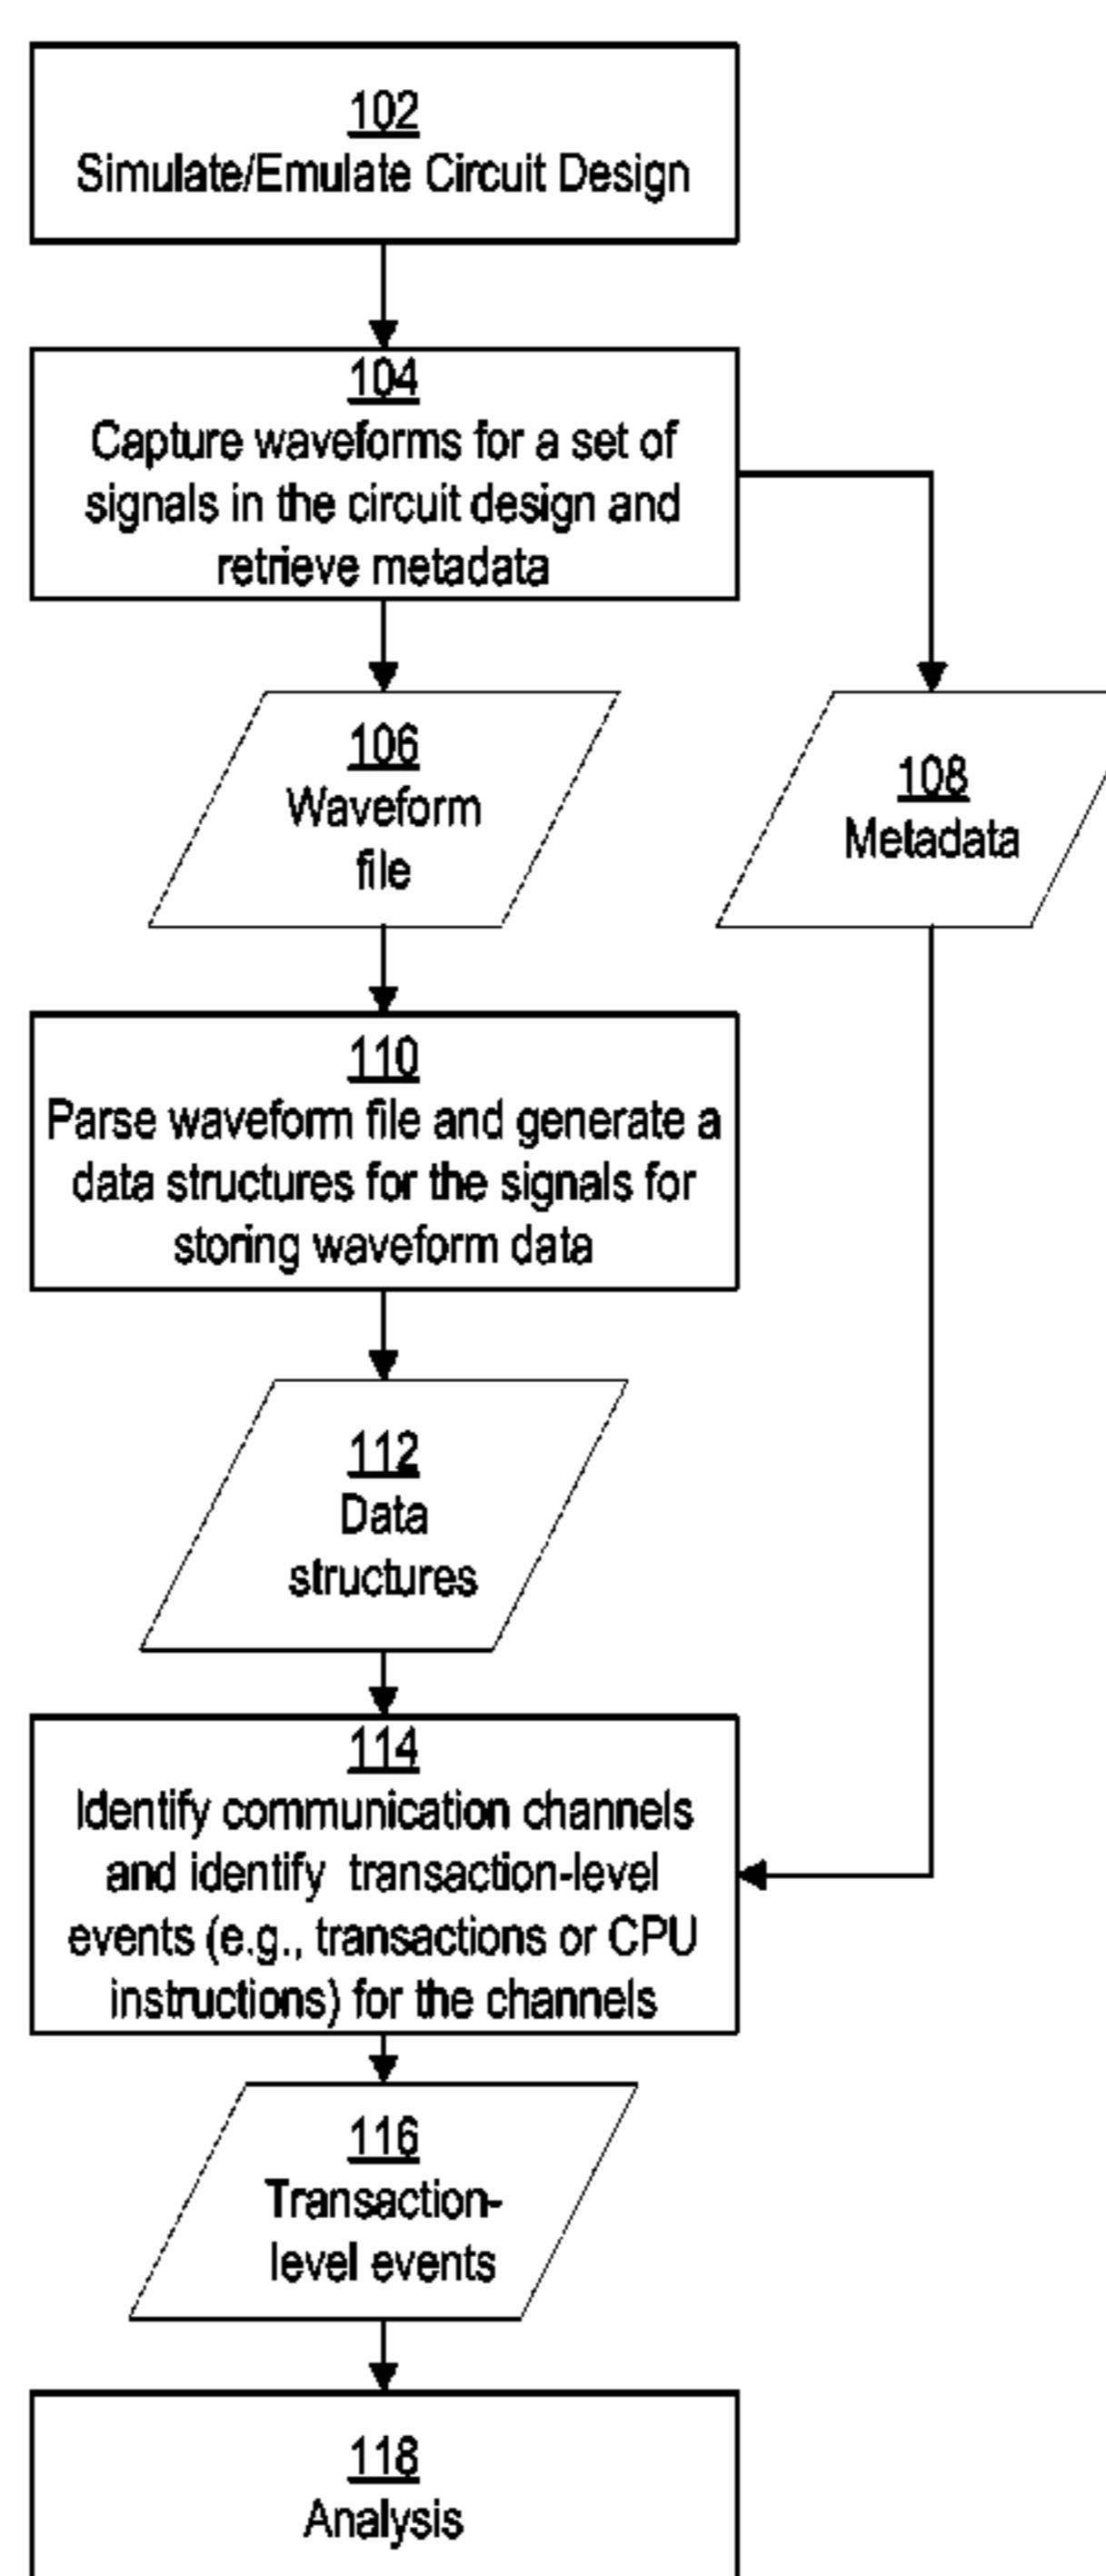 102
Simulate/Emulate Circuit Design
104
Capture waveforms for a set of
signals in the circuit design and
retrieve metadata
106
Waveform
file
108
Metadata
110
Parse waveform file and generate a
data structures for the signals for
storing waveform data
112
Data
structures
114
Identify communication channels
and identify transaction-level
events (e.g., transactions or CPU
instructions) for the channels
116
Transaction-
level events
118
Analysis